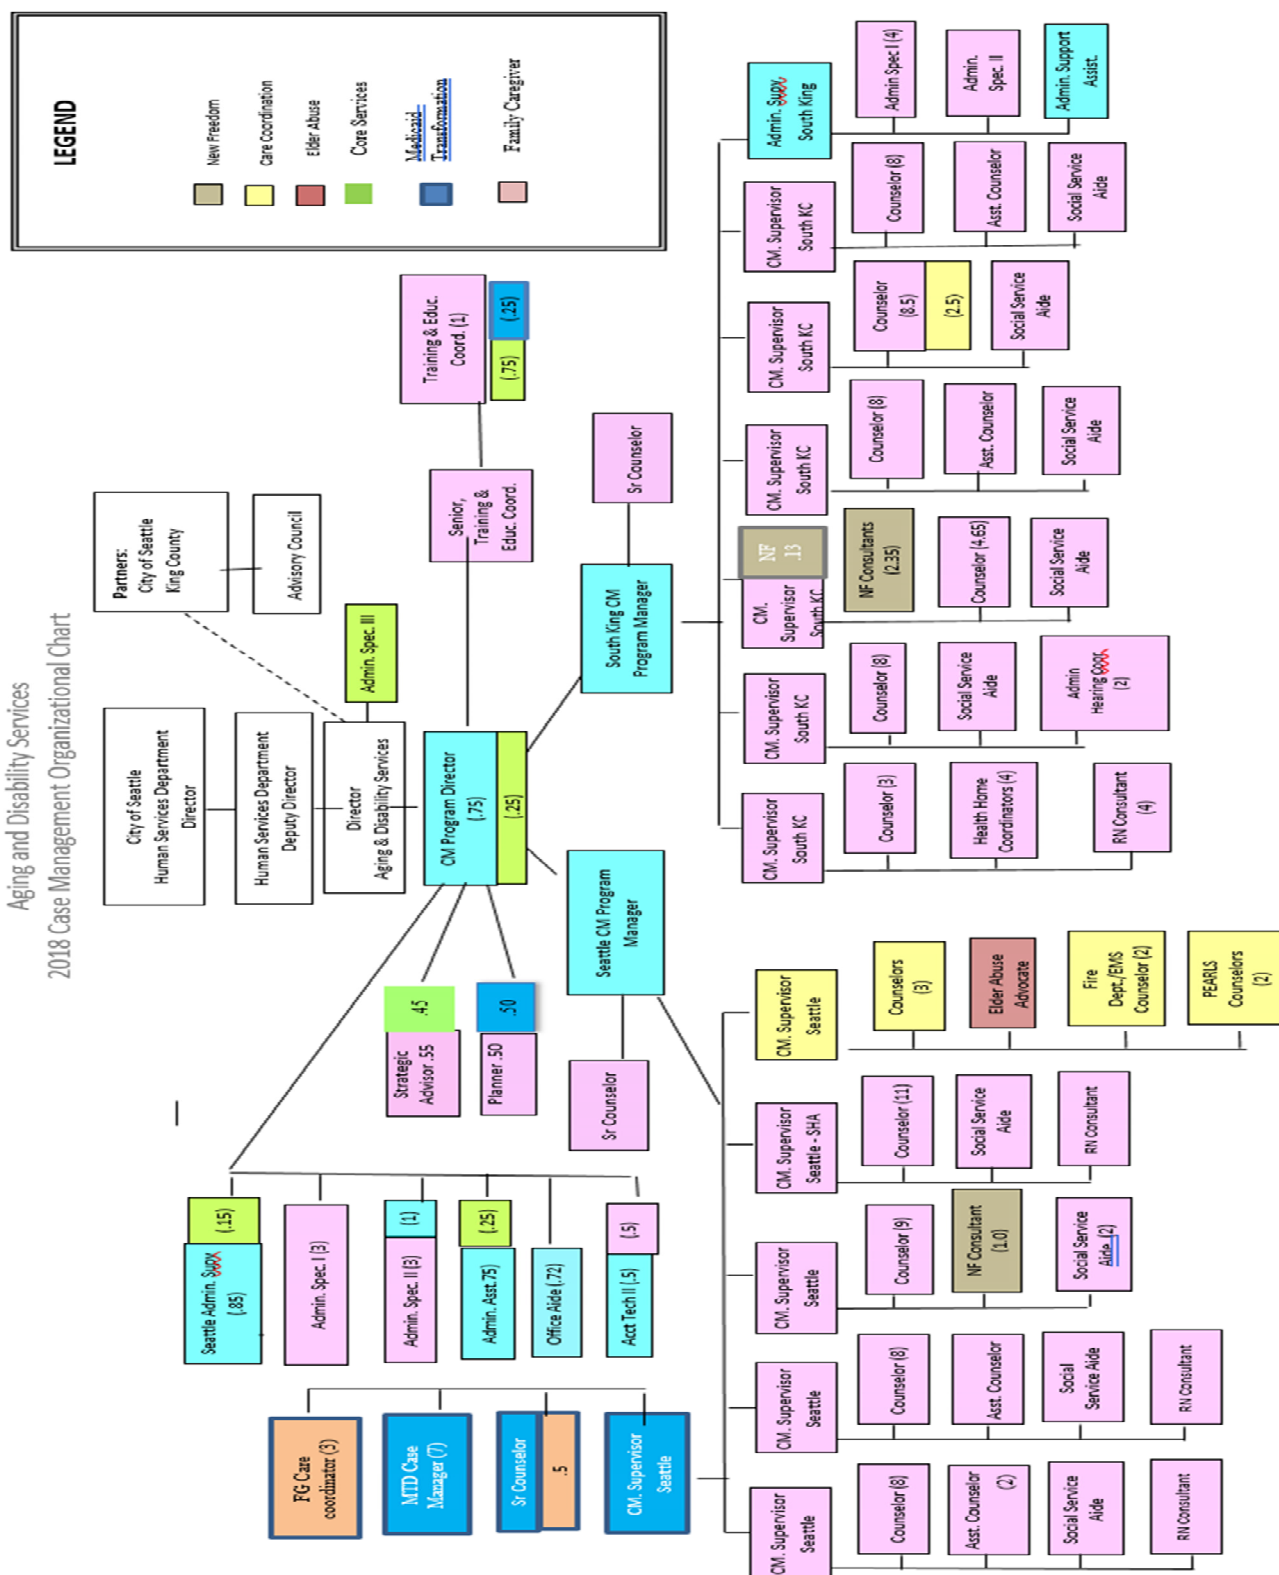 Aging and Disability Services
2018 Case Management Organizational Chart
City of Seattle
Human Services Department
Director
Human Services Department
Deputy Director
Director
Aging & Disability Services
Partners:
City of Seattle
King County
Advisory Council
Admin. Spec. III
LEGEND
New Freedom
Care Coordination
Elder Abuse
Core Services
Medicaid
Transformation
Family Caregiver
CM Program Director
(.75)
(.25)
Senior,
Training &
Educ. Coord.
Training & Educ.
Coord. (1)
(.75)
(.25)
Strategic
Advisor .55
.45
Planner .50
.50
Seattle Admin. Supv
(.85)
(.15)
Admin. Spec. I (3)
Admin. Spec. II (3)
(1)
Admin. Asst.75
(.25)
Office Aide (.72)
Acct Tech II (.5)
(.5)
FG Care
coordinator (3)
MTD Case
Manager (7)
Sr Counselor
.5
CM. Supervisor
Seattle
Sr Counselor
Seattle CM Program
Manager
South King CM
Program Manager
Sr Counselor
CM. Supervisor
Seattle
Counselor (8)
Asst. Counselor
(2)
Social Service
Aide
RN Consultant
CM. Supervisor
Seattle
Counselor (8)
Asst. Counselor
Social
Service Aide
RN Consultant
CM. Supervisor
Seattle
Counselor (9)
NF Consultant
(1.0)
Social Service
Aide (2)
CM. Supervisor
Seattle - SHA
Counselor (11)
Social Service
Aide
RN Consultant
CM. Supervisor
Seattle
Counselors
(3)
Elder Abuse
Advocate
Fire
Dept./EMS
Counselor (2)
PEARLS
Counselors
(2)
CM. Supervisor
South KC
Counselor (3)
Health Home
Coordinators (4)
RN Consultant
(4)
CM. Supervisor
South KC
Counselor (8)
Social Service
Aide
Admin
Hearing Coor.
(2)
CM.
Supervisor
South KC
NF
.13
NF Consultants
(2.35)
Counselor (4.65)
Social Service
Aide
CM. Supervisor
South KC
Counselor (8)
Asst. Counselor
Social Service
Aide
CM. Supervisor
South KC
Counselor
(8.5)
(2.5)
Social Service
Aide
CM. Supervisor
South KC
Counselor (8)
Asst. Counselor
Social Service
Aide
Admin. Supv.
South King
Admin Spec I (4)
Admin.
Spec. II
Admin. Support
Assist.